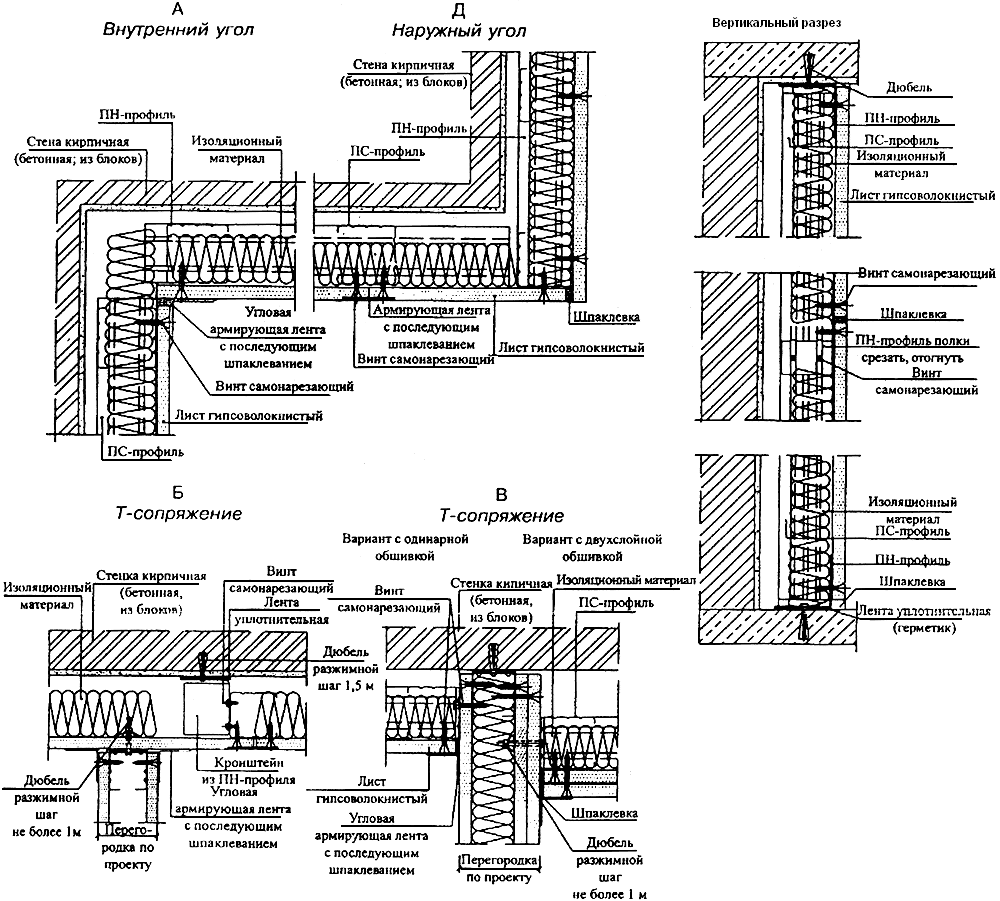 А
Внутренний угол
ПН-профиль
Стена кирпичная
(бетонная; из блоков)
Изоляционный
материал
Угловая
армирующая лента
с последующим
шпаклеванием
Винт самонарезающий
Лист гипсоволокнистый
ПС-профиль
Д
Наружный угол
Стена кирпичная
(бетонная; из блоков)
ПН-профиль
ПС-профиль
Армирующая лента
с последующим
шпаклеванием
Винт самонарезающий
Шпаклевка
Лист гипсоволокнистый
Вертикальный разрез
Дюбель
ПН-профиль
ПС-профиль
Изоляционный
материал
Лист гипсоволокнистый
Винт самонарезающий
Шпаклевка
ПН-профиль полки
срезать, отогнуть
Винт
самонарезающий
Изоляционный
материал
ПС-профиль
ПН-профиль
Шпаклевка
Лента уплотнительная
(герметик)
Б
Т-сопряжение
Изоляционный
материал
Стенка кирпичная
(бетонная,
из блоков)
Винт
самонарезающий
Лента
уплотнительная
Дюбель
разжимной
шаг 1,5 м
Дюбель
разжимной
шаг
не более 1м
Перего-
родка по
проекту
Кронштейн
из ПН-профиля
Угловая
армирующая лента
с последующим
шпаклеванием
В
Т-сопряжение
Вариант с одинарной
обшивкой
Вариант с двухслойной
обшивкой
Винт
самонарезающий
Стенка кипичная
(бетонная,
из блоков)
Изоляционный материал
ПС-профиль
Лист
гипсоволокнистый
Угловая
армирующая лента
с последующим
шпаклеванием
Перегородка
по проекту
Шпаклевка
Дюбель
разжимной
шаг
не более 1 м